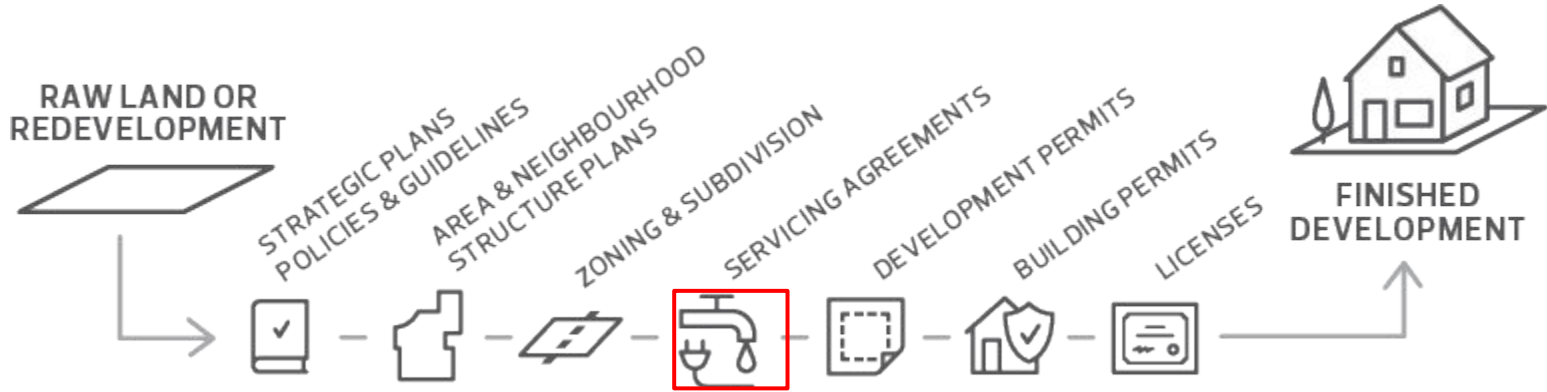 RAW LAND OR
REDEVELOPMENT
STRATEGIC PLANS
POLICIES & GUIDELINES
AREA & NEIGHBOURHOOD
STRUCTURE PLANS
ZONING & SUBDIVISION
SERVICING AGREEMENTS
DEVELOPMENT PERMITS
BUILDING PERMITS
LICENSES
FINISHED
DEVELOPMENT